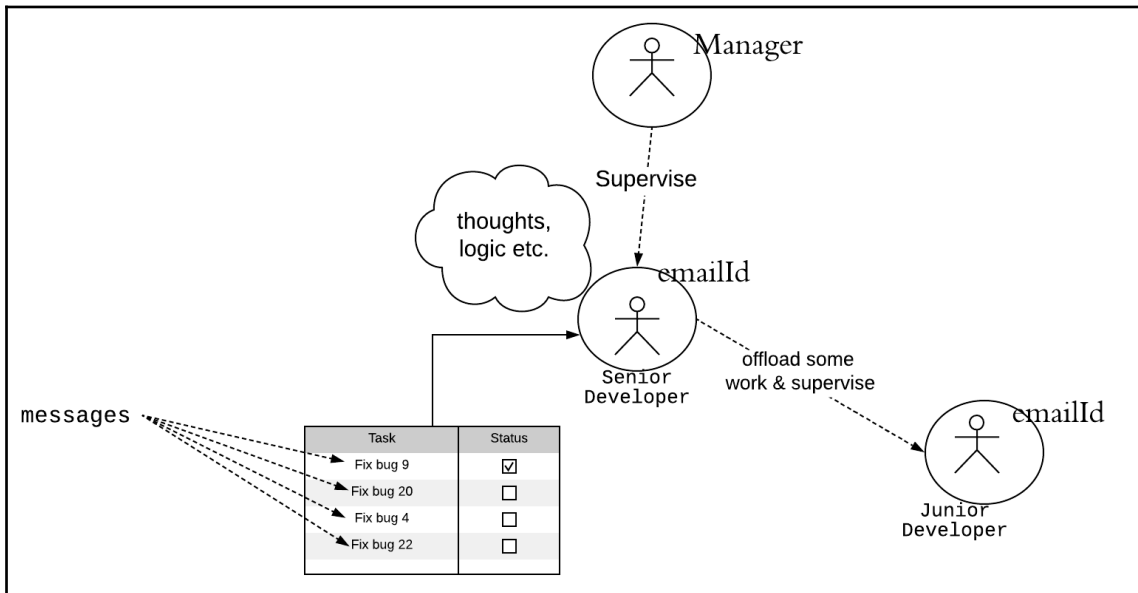 Manager
Supervise
thoughts,
logic etc.
emailId
Senior
Developer
offload some
work & supervise
emailId
Junior
Developer
messages
Task Status
Fix bug 9
Fix bug 20
Fix bug 4
Fix bug 22